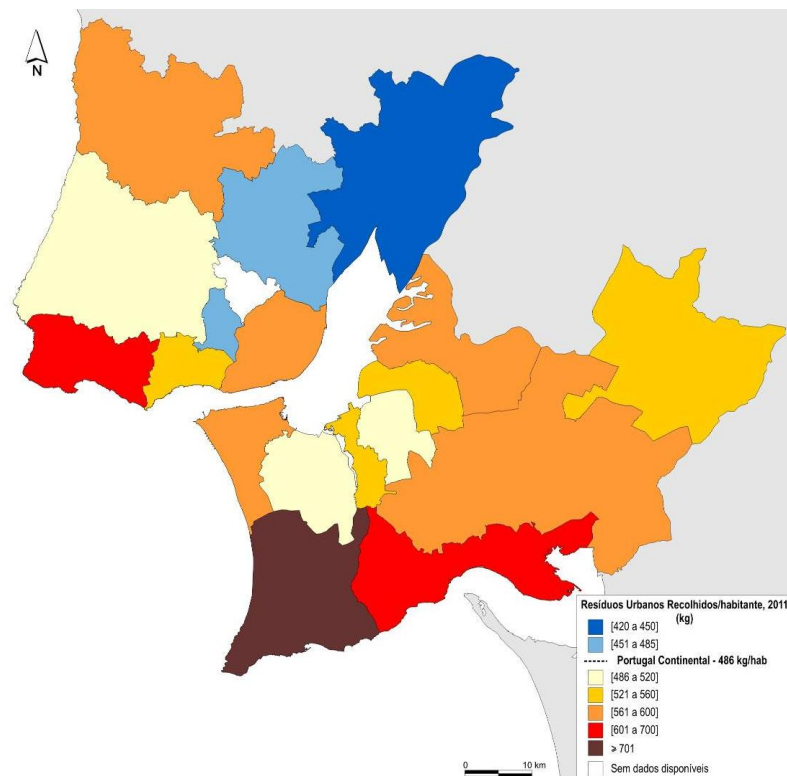 N
Resíduos Urbanos Recolhidos/habitante, 2011
(kg)
[420 a 450]
[451 a 485]
Portugal Continental - 486 kg/hab
[486 a 520]
[521 a 560]
[561 a 600]
[601 a 700]
⩾ 701
Sem dados disponíveis
0 10 km